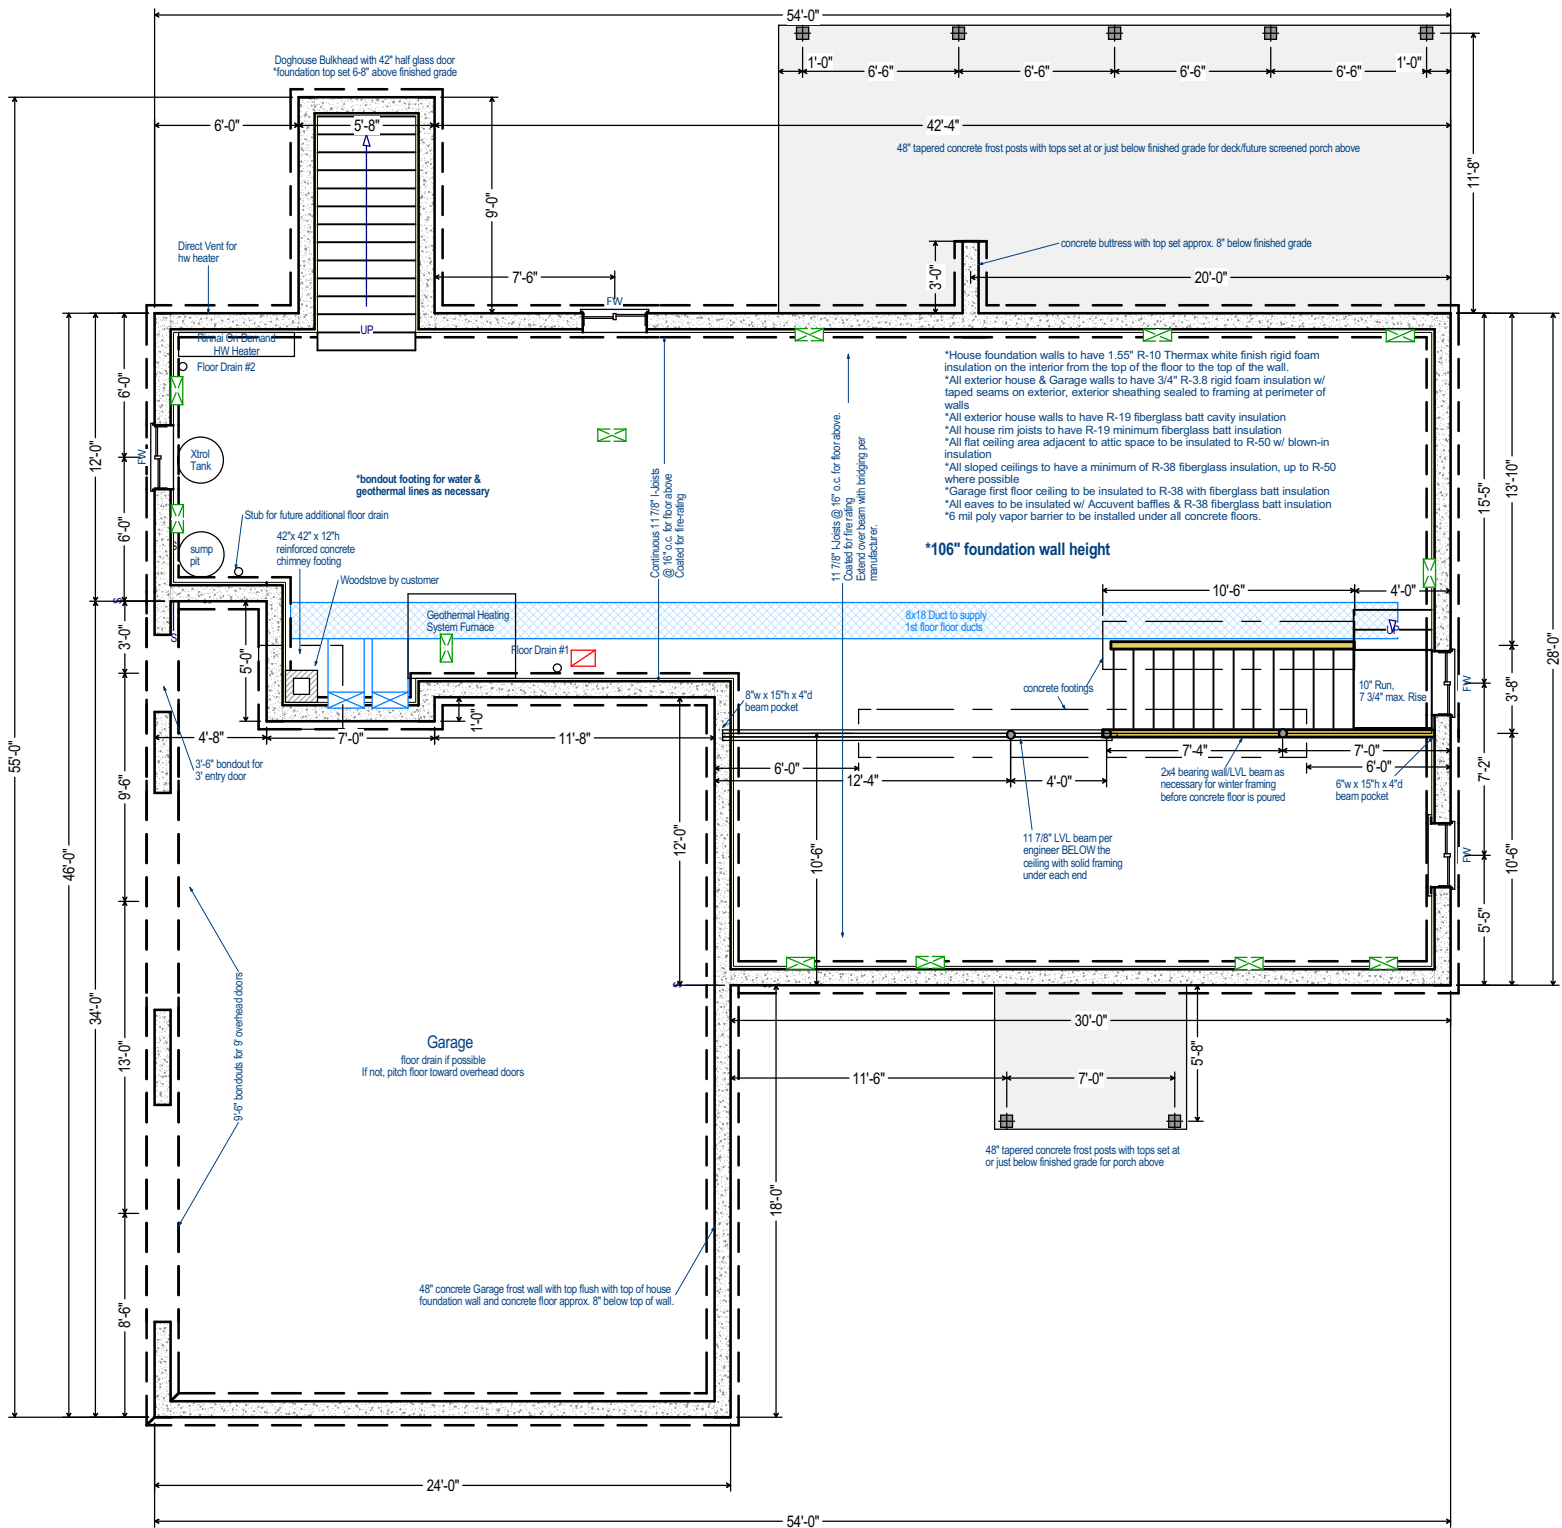 54'-0"
1'-0"
6'-6"
6'-6"
6'-6"
6'-6"
1'-0"
Doghouse Bulkhead with 42" half glass door
*foundation top set 6-8" above finished grade
6'-0"
5'-8"
42'-4"
48" tapered concrete frost posts with tops set at or just below finished grade for deck/future screened porch above
11'-8"
9'-0"
Direct Vent for
hw heater
7'-6"
3'-0"
concrete buttress with top set approx. 8" below finished grade
20'-0"
FW
UP
Rinnai On Demand
HW Heater
Floor Drain #2
*House foundation walls to have 1.55" R-10 Thermax white finish rigid foam
insulation on the interior from the top of the floor to the top of the wall.
*All exterior house & Garage walls to have 3/4" R-3.8 rigid foam insulation w/
taped seams on exterior, exterior sheathing sealed to framing at perimeter of
walls
*All exterior house walls to have R-19 fiberglass batt cavity insulation
*All house rim joists to have R-19 minimum fiberglass batt insulation
*All flat ceiling area adjacent to attic space to be insulated to R-50 w/ blown-in
insulation
*All sloped ceilings to have a minimum of R-38 fiberglass insulation, up to R-50
where possible
*Garage first floor ceiling to be insulated to R-38 with fiberglass batt insulation
*All eaves to be insulated w/ Accuvent baffles & R-38 fiberglass batt insulation
*6 mil poly vapor barrier to be installed under all concrete floors.
6'-0"
12'-0"
FW
Xtrol
Tank
*bondout footing for water &
geothermal lines as necessary
Continuous 11 7/8" I-Joists
@ 16" o.c. for floor above
Coated for fire-rating
11 7/8" I-Joists @ 16" o.c. for floor above.
Coated for fire rating
Extend over beam with bridging per
manufacturer.
15'-5"
13'-10"
6'-0"
Stub for future additional floor drain
42"x 42" x 12"h
reinforced concrete
chimney footing
S
sump
pit
*106" foundation wall height
Woodstove by customer
10'-6"
4'-0"
S
S
3'-0"
5'-0"
Geothermal Heating
System Furnace
8x18 Duct to supply
1st floor floor ducts
UP
28'-0"
Floor Drain #1
concrete footings
10" Run,
7 3/4" max. Rise
FW
3'-8"
8"w x 15"h x 4"d
beam pocket
1'-0"
4'-8"
7'-0"
11'-8"
7'-4"
7'-0"
55'-0"
3'-6" bondout for
3' entry door
9'-6"
6'-0"
12'-4"
4'-0"
2x4 bearing wall/LVL beam as
necessary for winter framing
before concrete floor is poured
6'-0"
6"w x 15"h x 4"d
beam pocket
7'-2"
46'-0"
12'-0"
10'-6"
11 7/8" LVL beam per
engineer BELOW the
ceiling with solid framing
under each end
FW
10'-6"
5'-5"
S
34'-0"
9'-6" bondouts for 9' overhead doors
13'-0"
Garage
floor drain if possible
If not, pitch floor toward overhead doors
30'-0"
5'-8"
11'-6"
7'-0"
48" tapered concrete frost posts with tops set at
or just below finished grade for porch above
18'-0"
8'-6"
48" concrete Garage frost wall with top flush with top of house
foundation wall and concrete floor approx. 8" below top of wall.
24'-0"
54'-0"